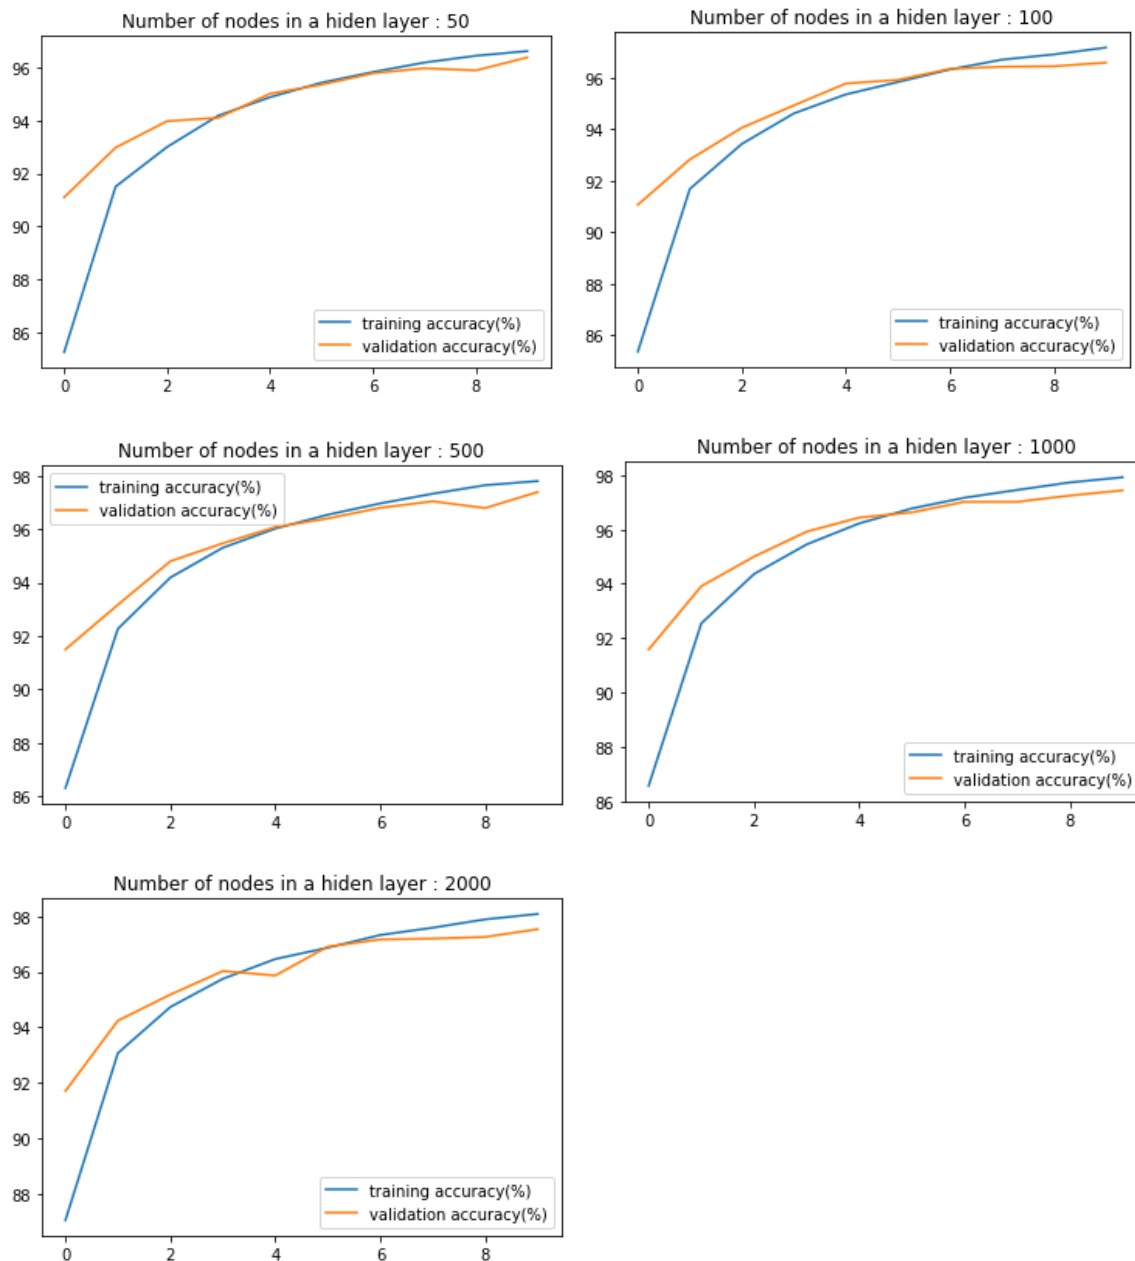 Number of nodes in a hiden layer : 50
96
94
92
90
88
86
training accuracy(%)
validation accuracy(%)
0 2 4 6 8
Number of nodes in a hiden layer : 100
96
94
92
90
88
86
training accuracy(%)
validation accuracy(%)
0 2 4 6 8
Number of nodes in a hiden layer : 500
98
96
94
92
90
88
86
training accuracy(%)
validation accuracy(%)
0 2 4 6 8
Number of nodes in a hiden layer : 1000
98
96
94
92
90
88
86
training accuracy(%)
validation accuracy(%)
0 2 4 6 8
Number of nodes in a hiden layer : 2000
98
96
94
92
90
88
training accuracy(%)
validation accuracy(%)
0 2 4 6 8